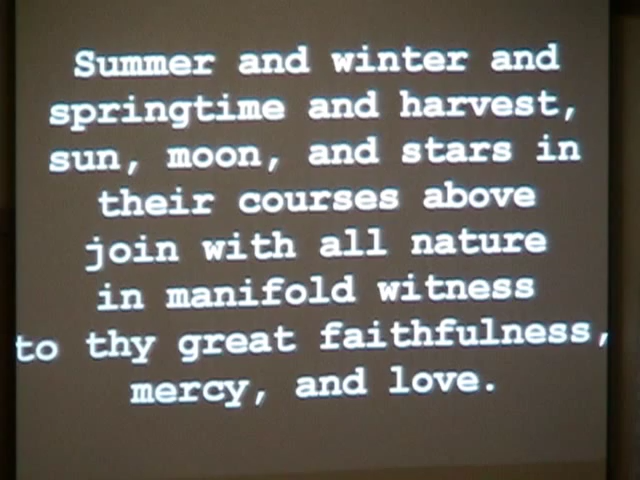 Summer and winter and
springtime and harvest,
sun, moon, and stars in
their courses above
join with all nature
in manifold witness
to thy great faithfulness,
mercy, and love.